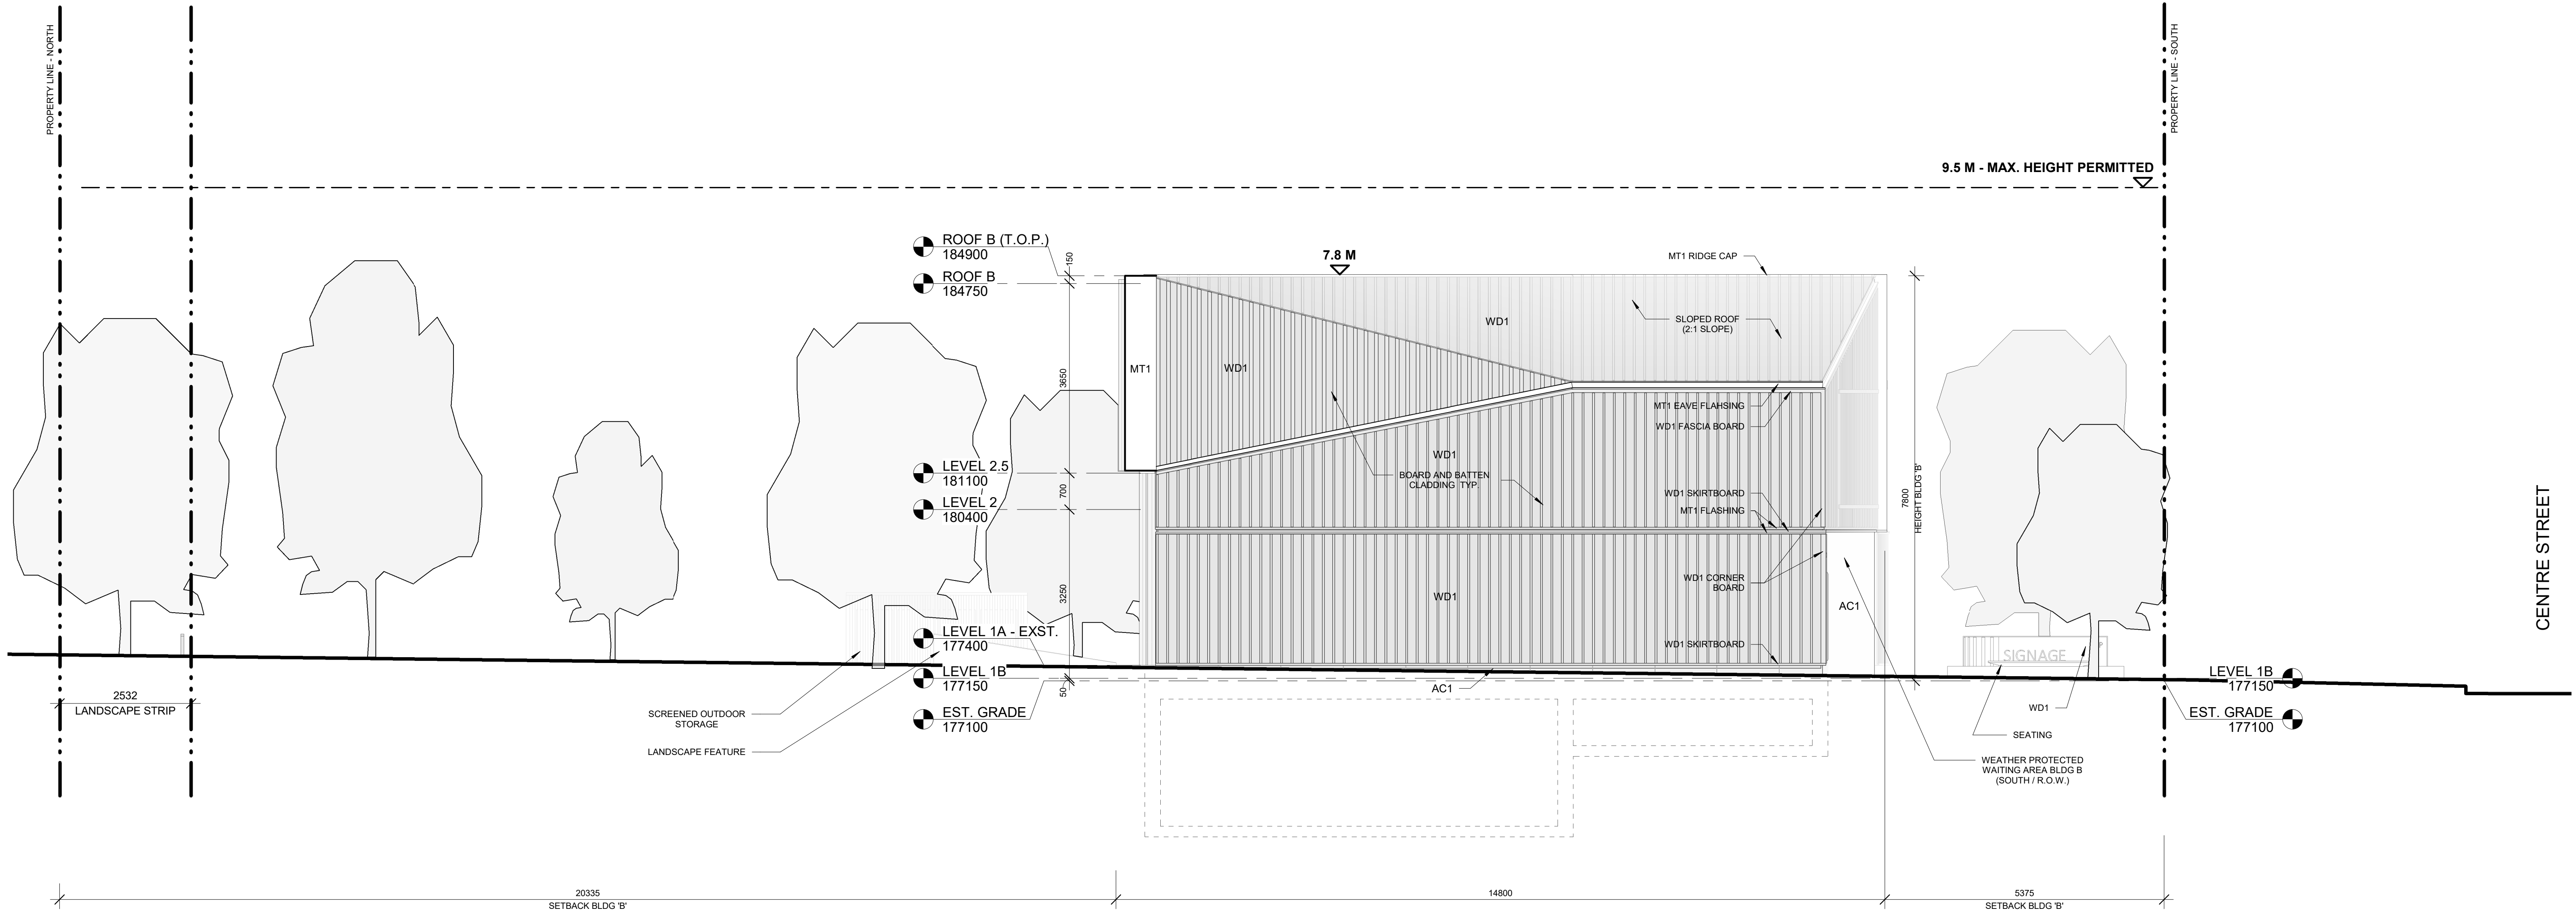 PROPERTY LINE - NORTH
PROPERTY LINE - SOUTH
9.5 M - MAX. HEIGHT PERMITTED
ROOF B (T.O.P.)
184900
ROOF B
184750
150
7.8 M
MT1 RIDGE CAP
WD1
SLOPED ROOF
(2:1 SLOPE)
MT1
WD1
3650
MT1 EAVE FLAHSING
WD1 FASCIA BOARD
WD1
BOARD AND BATTEN
CLADDING TYP.
LEVEL 2.5
181100
700
LEVEL 2
180400
WD1 SKIRTBOARD
MT1 FLASHING
7800
HEIGHT BLDG 'B'
CENTRE STREET
WD1 CORNER
BOARD
WD1
3250
AC1
LEVEL 1A - EXST.
177400
WD1 SKIRTBOARD
SIGNAGE
LEVEL 1B
177150
50
AC1
EST. GRADE
177100
LEVEL 1B
177150
EST. GRADE
177100
2532
LANDSCAPE STRIP
SCREENED OUTDOOR
STORAGE
LANDSCAPE FEATURE
WD1
SEATING
WEATHER PROTECTED
WAITING AREA BLDG B
(SOUTH / R.O.W.)
20335
SETBACK BLDG 'B'
14800
5375
SETBACK BLDG 'B'